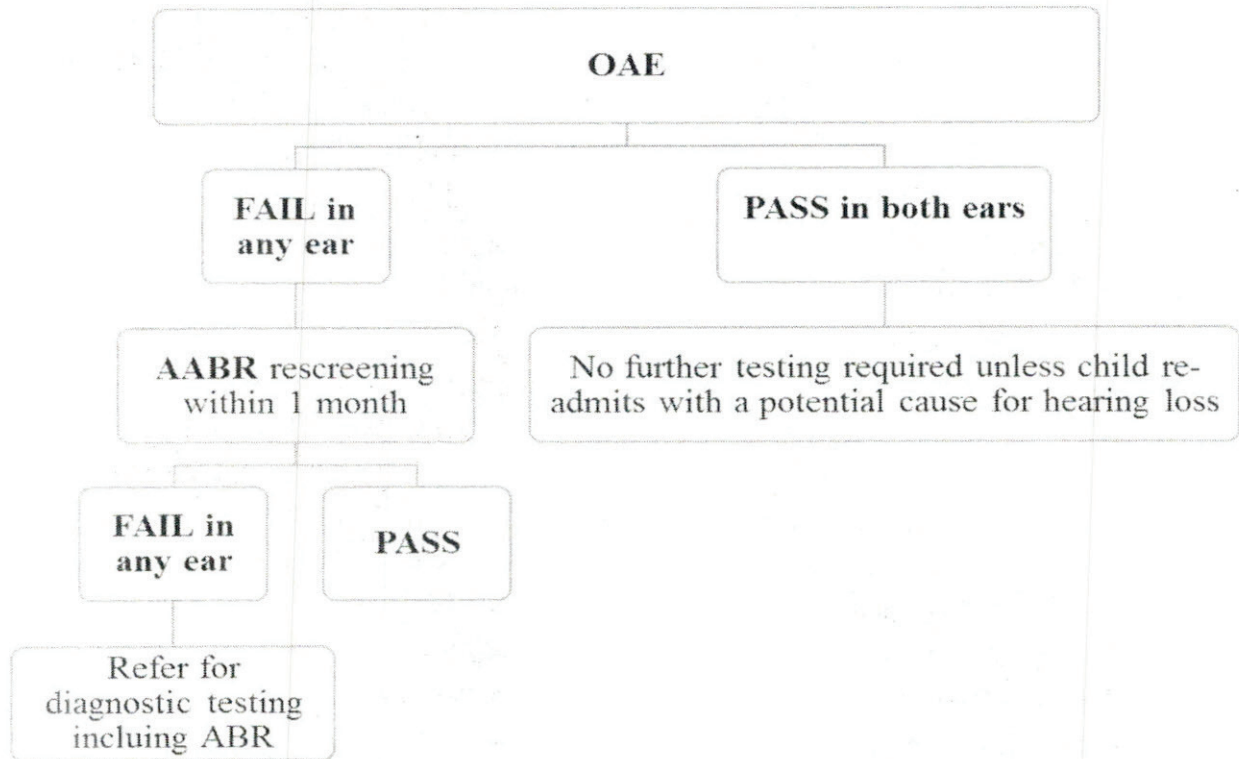 OAE
FAIL in
any ear
PASS in both ears
AABR rescreening
within 1 month
No further testing required unless child re-
admits with a potential cause for hearing loss
FAIL in
any ear
PASS
Refer for
diagnostic testing
incluing ABR